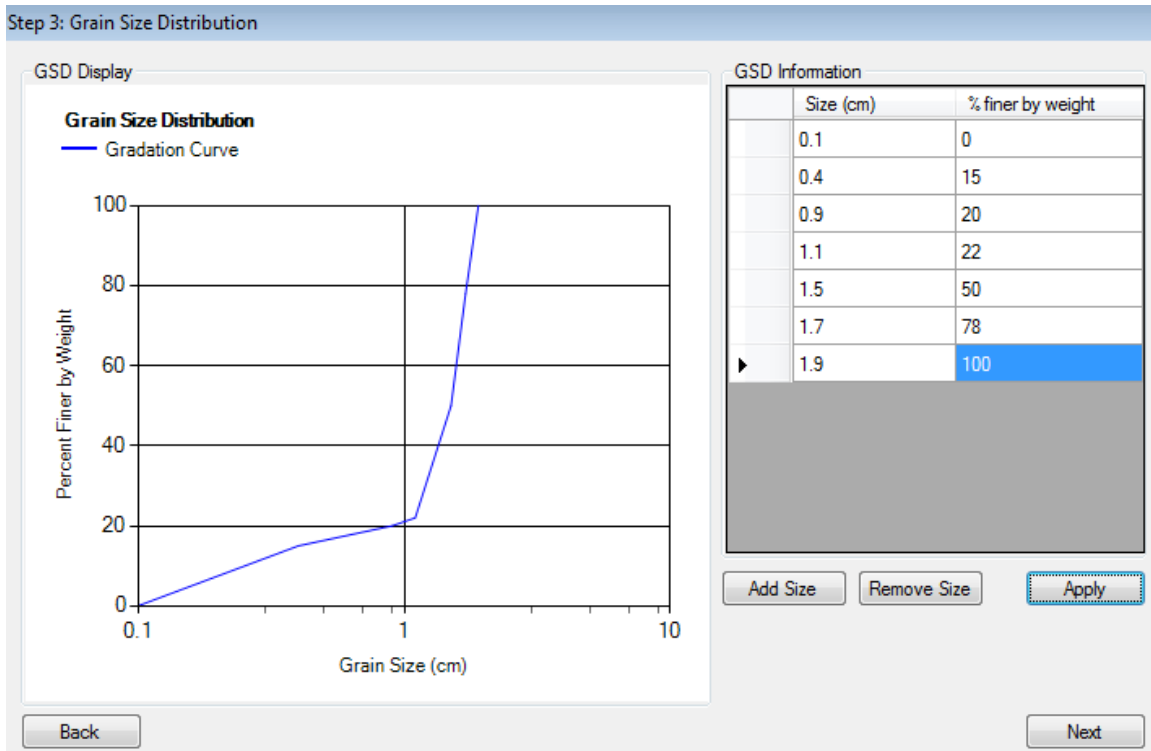 Step 3: Grain Size Distribution
GSD Display
Grain Size Distribution
Gradation Curve
100
80
60
40
20
0
0.1
1
10
Percent Finer by Weight
Grain Size (cm)
GSD Information
Size (cm) % finer by weight
0.1 0
0.4 15
0.9 20
1.1 22
1.5 50
1.7 78
1.9 100
Add Size Remove Size Apply
Back Next